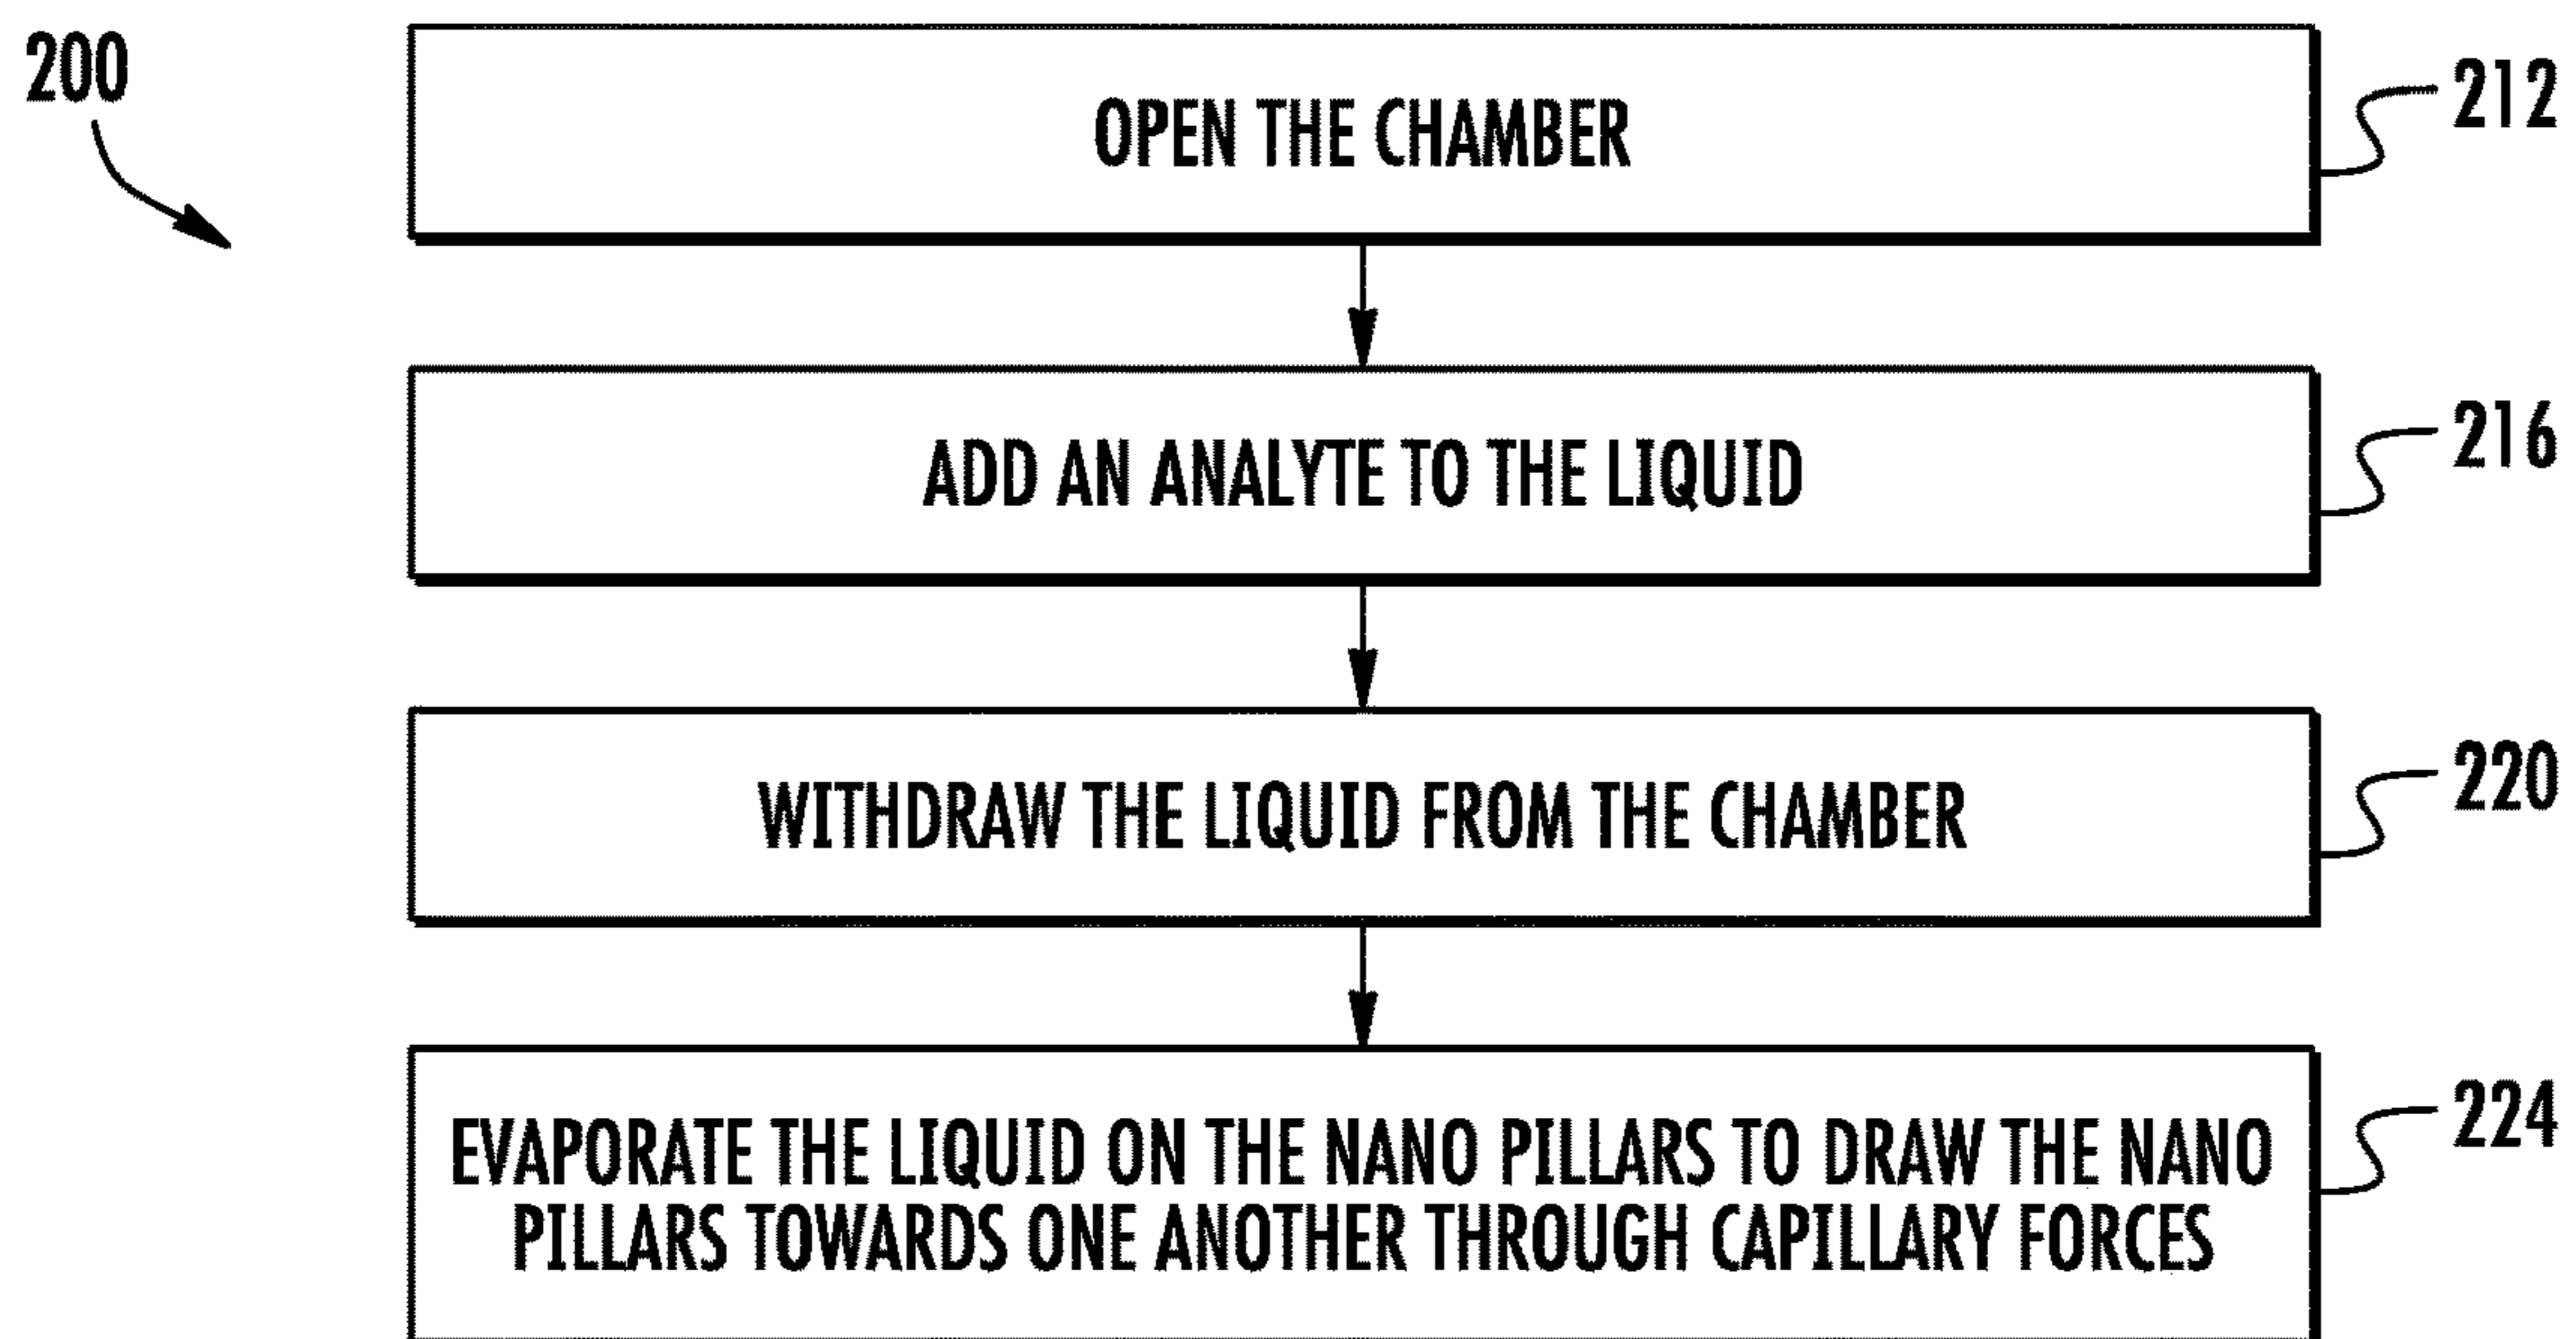 200
OPEN THE CHAMBER
212
ADD AN ANALYTE TO THE LIQUID
216
WITHDRAW THE LIQUID FROM THE CHAMBER
220
EVAPORATE THE LIQUID ON THE NANO PILLARS TO DRAW THE NANO
PILLARS TOWARDS ONE ANOTHER THROUGH CAPILLARY FORCES
224